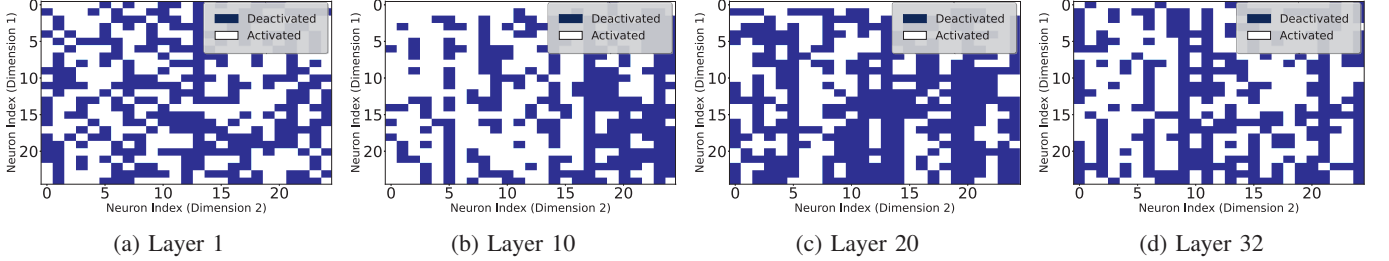 Neuron Index (Dimension 1)
0
5
10
15
20
Deactivated
Activated
0 5 10 15 20
Neuron Index (Dimension 2)
(a) Layer 1
Neuron Index (Dimension 1)
0
5
10
15
20
Deactivated
Activated
0 5 10 15 20
Neuron Index (Dimension 2)
(b) Layer 10
Neuron Index (Dimension 1)
0
5
10
15
20
Deactivated
Activated
0 5 10 15 20
Neuron Index (Dimension 2)
(c) Layer 20
Neuron Index (Dimension 1)
0
5
10
15
20
Deactivated
Activated
0 5 10 15 20
Neuron Index (Dimension 2)
(d) Layer 32